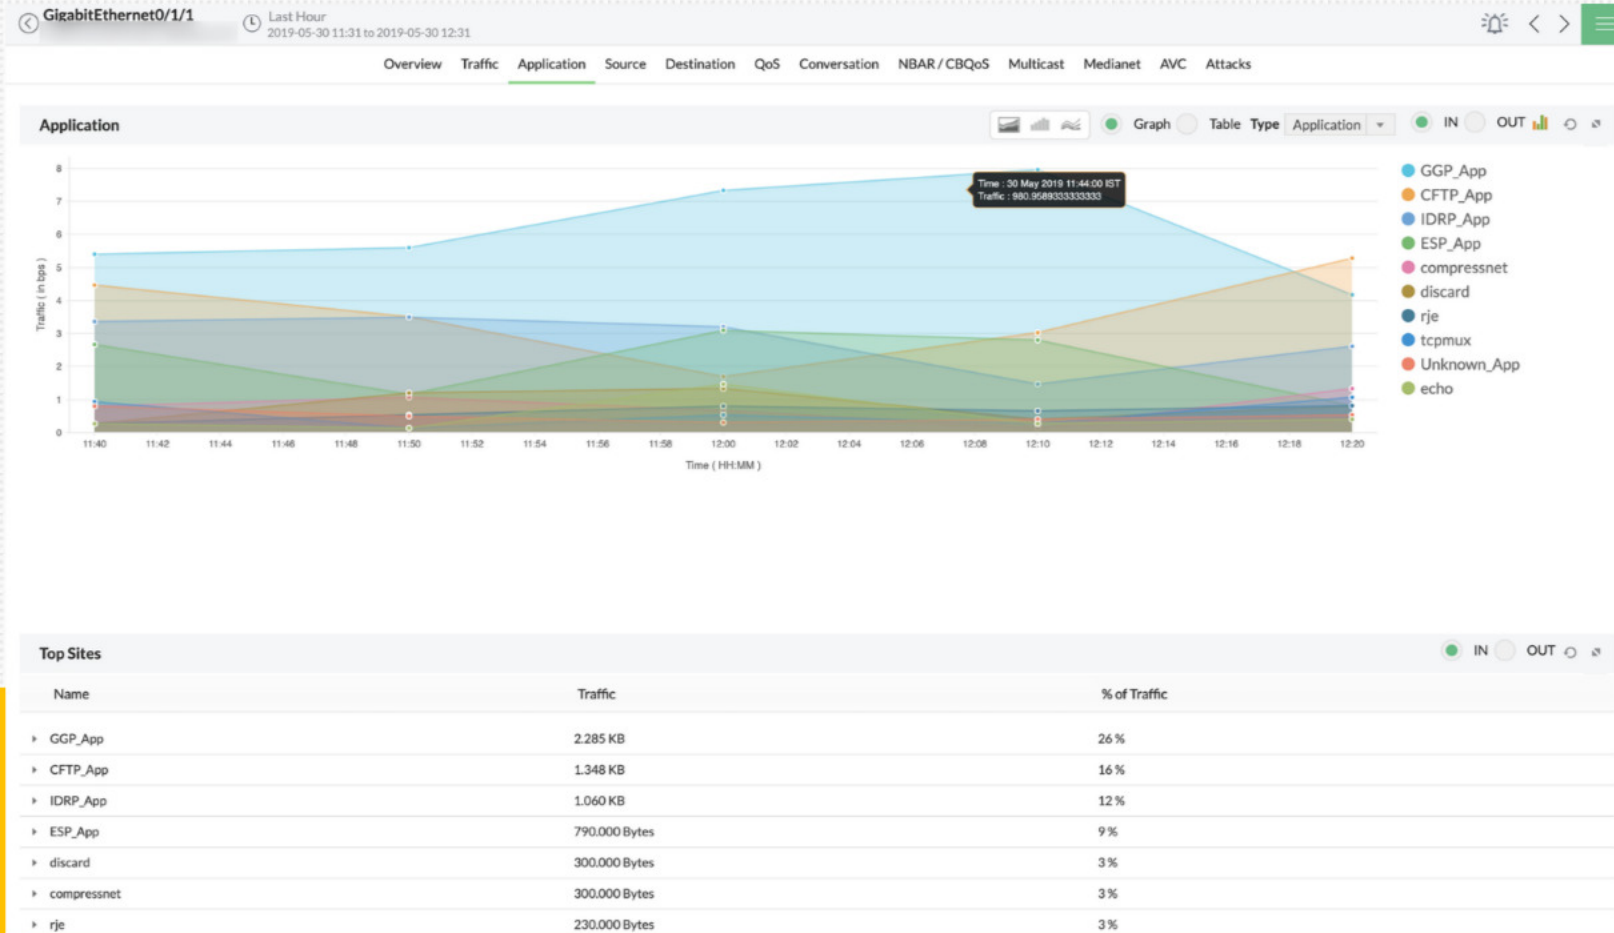 GigabitEthernet0/1/1
Last Hour
2019-05-30 11:31 to 2019-05-30 12:31
Overview Traffic Application Source Destination QoS Conversation NBAR / CBQoS Multicast Medianet AVC Attacks
Application
Graph Table Type Application IN OUT
8
7
6
5
4
3
2
1
0
Traffic ( in bps )
Time : 30 May 2019 11:44:00 IST
Traffic : 980.9589333333333
11:40 11:42 11:44 11:46 11:48 11:50 11:52 11:54 11:56 11:58 12:00 12:02 12:04 12:06 12:08 12:10 12:12 12:14 12:16 12:18 12:20
Time ( HH:MM )
GGP_App
CFTP_App
IDRP_App
ESP_App
compressnet
discard
rje
tcpmux
Unknown_App
echo
Top Sites IN OUT
Name Traffic % of Traffic
GGP_App 2.285 KB 26 %
CFTP_App 1.348 KB 16 %
IDRP_App 1.060 KB 12 %
ESP_App 790.000 Bytes 9 %
discard 300.000 Bytes 3 %
compressnet 300.000 Bytes 3 %
rje 230.000 Bytes 3 %